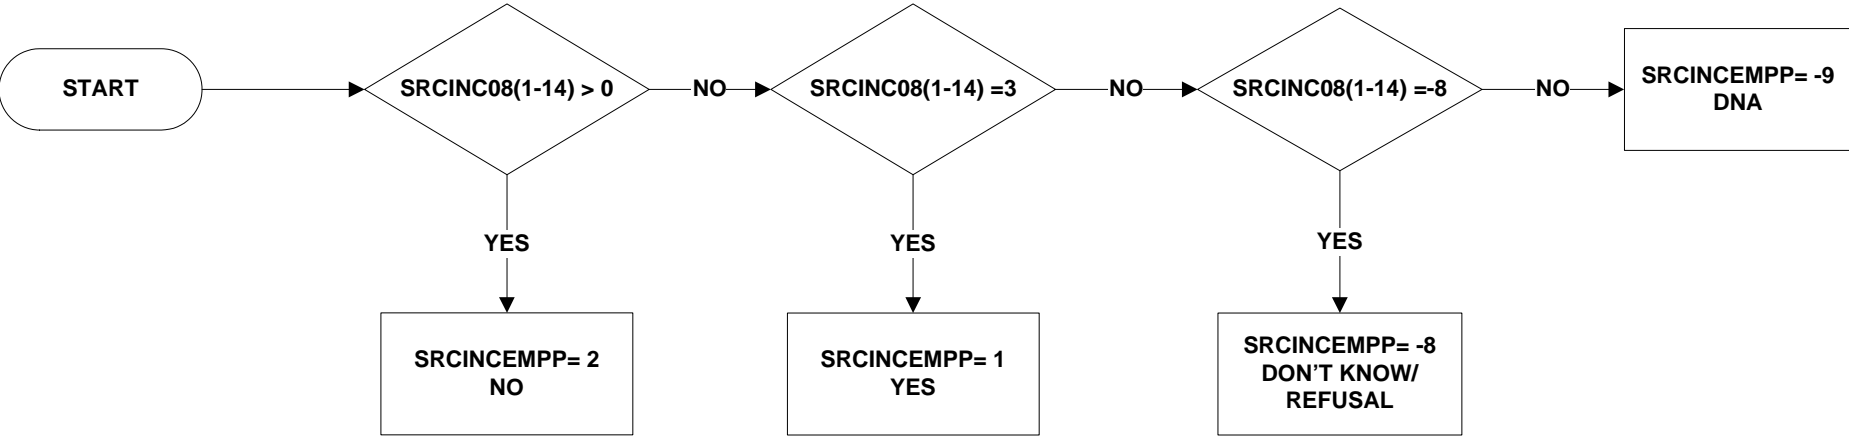 START
SRCINC08(1-14) > 0
NO
SRCINC08(1-14) =3
NO
SRCINC08(1-14) =-8
NO
SRCINCEMPP= -9
DNA
YES
YES
YES
SRCINCEMPP= 2
NO
SRCINCEMPP= 1
YES
SRCINCEMPP= -8
DON'T KNOW/
REFUSAL